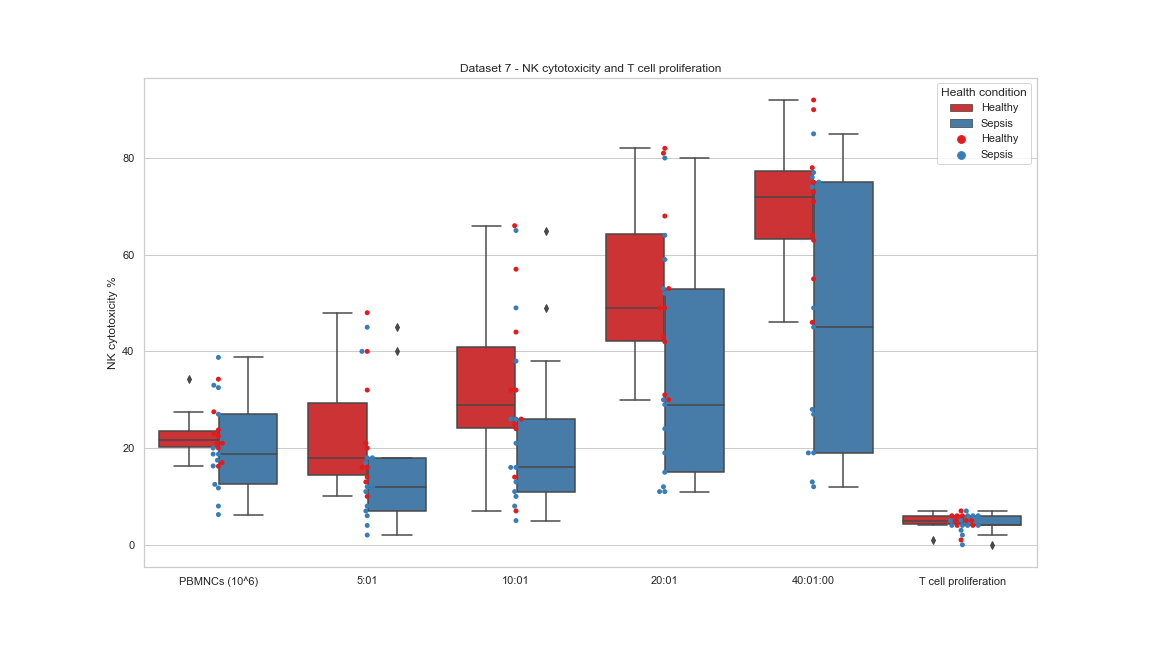 Dataset 7 - NK cytotoxicity and T cell proliferation
Health condition
Healthy
Sepsis
Healthy
Sepsis
NK cytotoxicity %
80
60
40
20
0
PBMNCs (10^6)
5:01
10:01
20:01
40:01:00
T cell proliferation